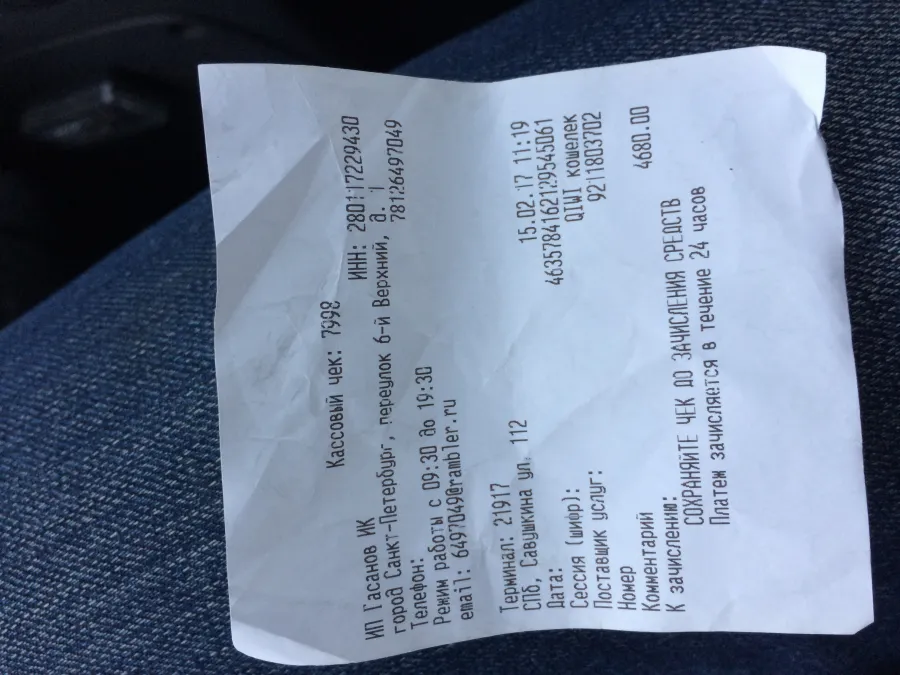 Кассовый чек: 7998
ИП Гасанов ИК ИНН: 280117229430
город Санкт-Петербург, переулок 6-й Верхний, д. 1
Телефон: 78126497049
Режим работы с 09:30 до 19:30
email: 6497049@rambler.ru
Терминал: 21917
СПб, Савушкина ул, 112
Дата: 15.02.17 11:19
Сессия (шифр): 4635784162129545061
Поставщик услуг: QIWI кошелек
Номер 9211803702
Комментарий
К зачислению: 4680.00
СОХРАНЯЙТЕ ЧЕК ДО ЗАЧИСЛЕНИЯ СРЕДСТВ
Платеж зачисляется в течение 24 часов